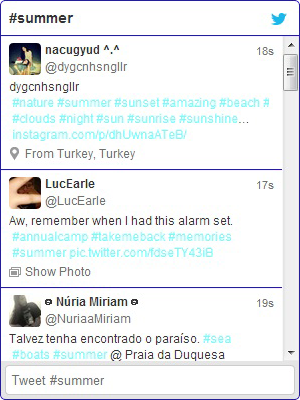 #summer
nacugyud ^.^ 18s
@dygcnhsngllr
dygcnhsngllr
#nature #summer #sunset #amazing #beach #
#clouds #night #sun #sunrise #sunshine…
instagram.com/p/dhUwnaATeB/
From Turkey, Turkey
LucEarle 17s
@LucEarle
Aw, remember when I had this alarm set.
#annualcamp #takemeback #memories
#summer pic.twitter.com/fdseTY43iB
Show Photo
Núria Miriam 19s
@NuriaaMiriam
Talvez tenha encontrado o paraíso. #sea
#boats #summer @ Praia da Duquesa
Tweet #summer